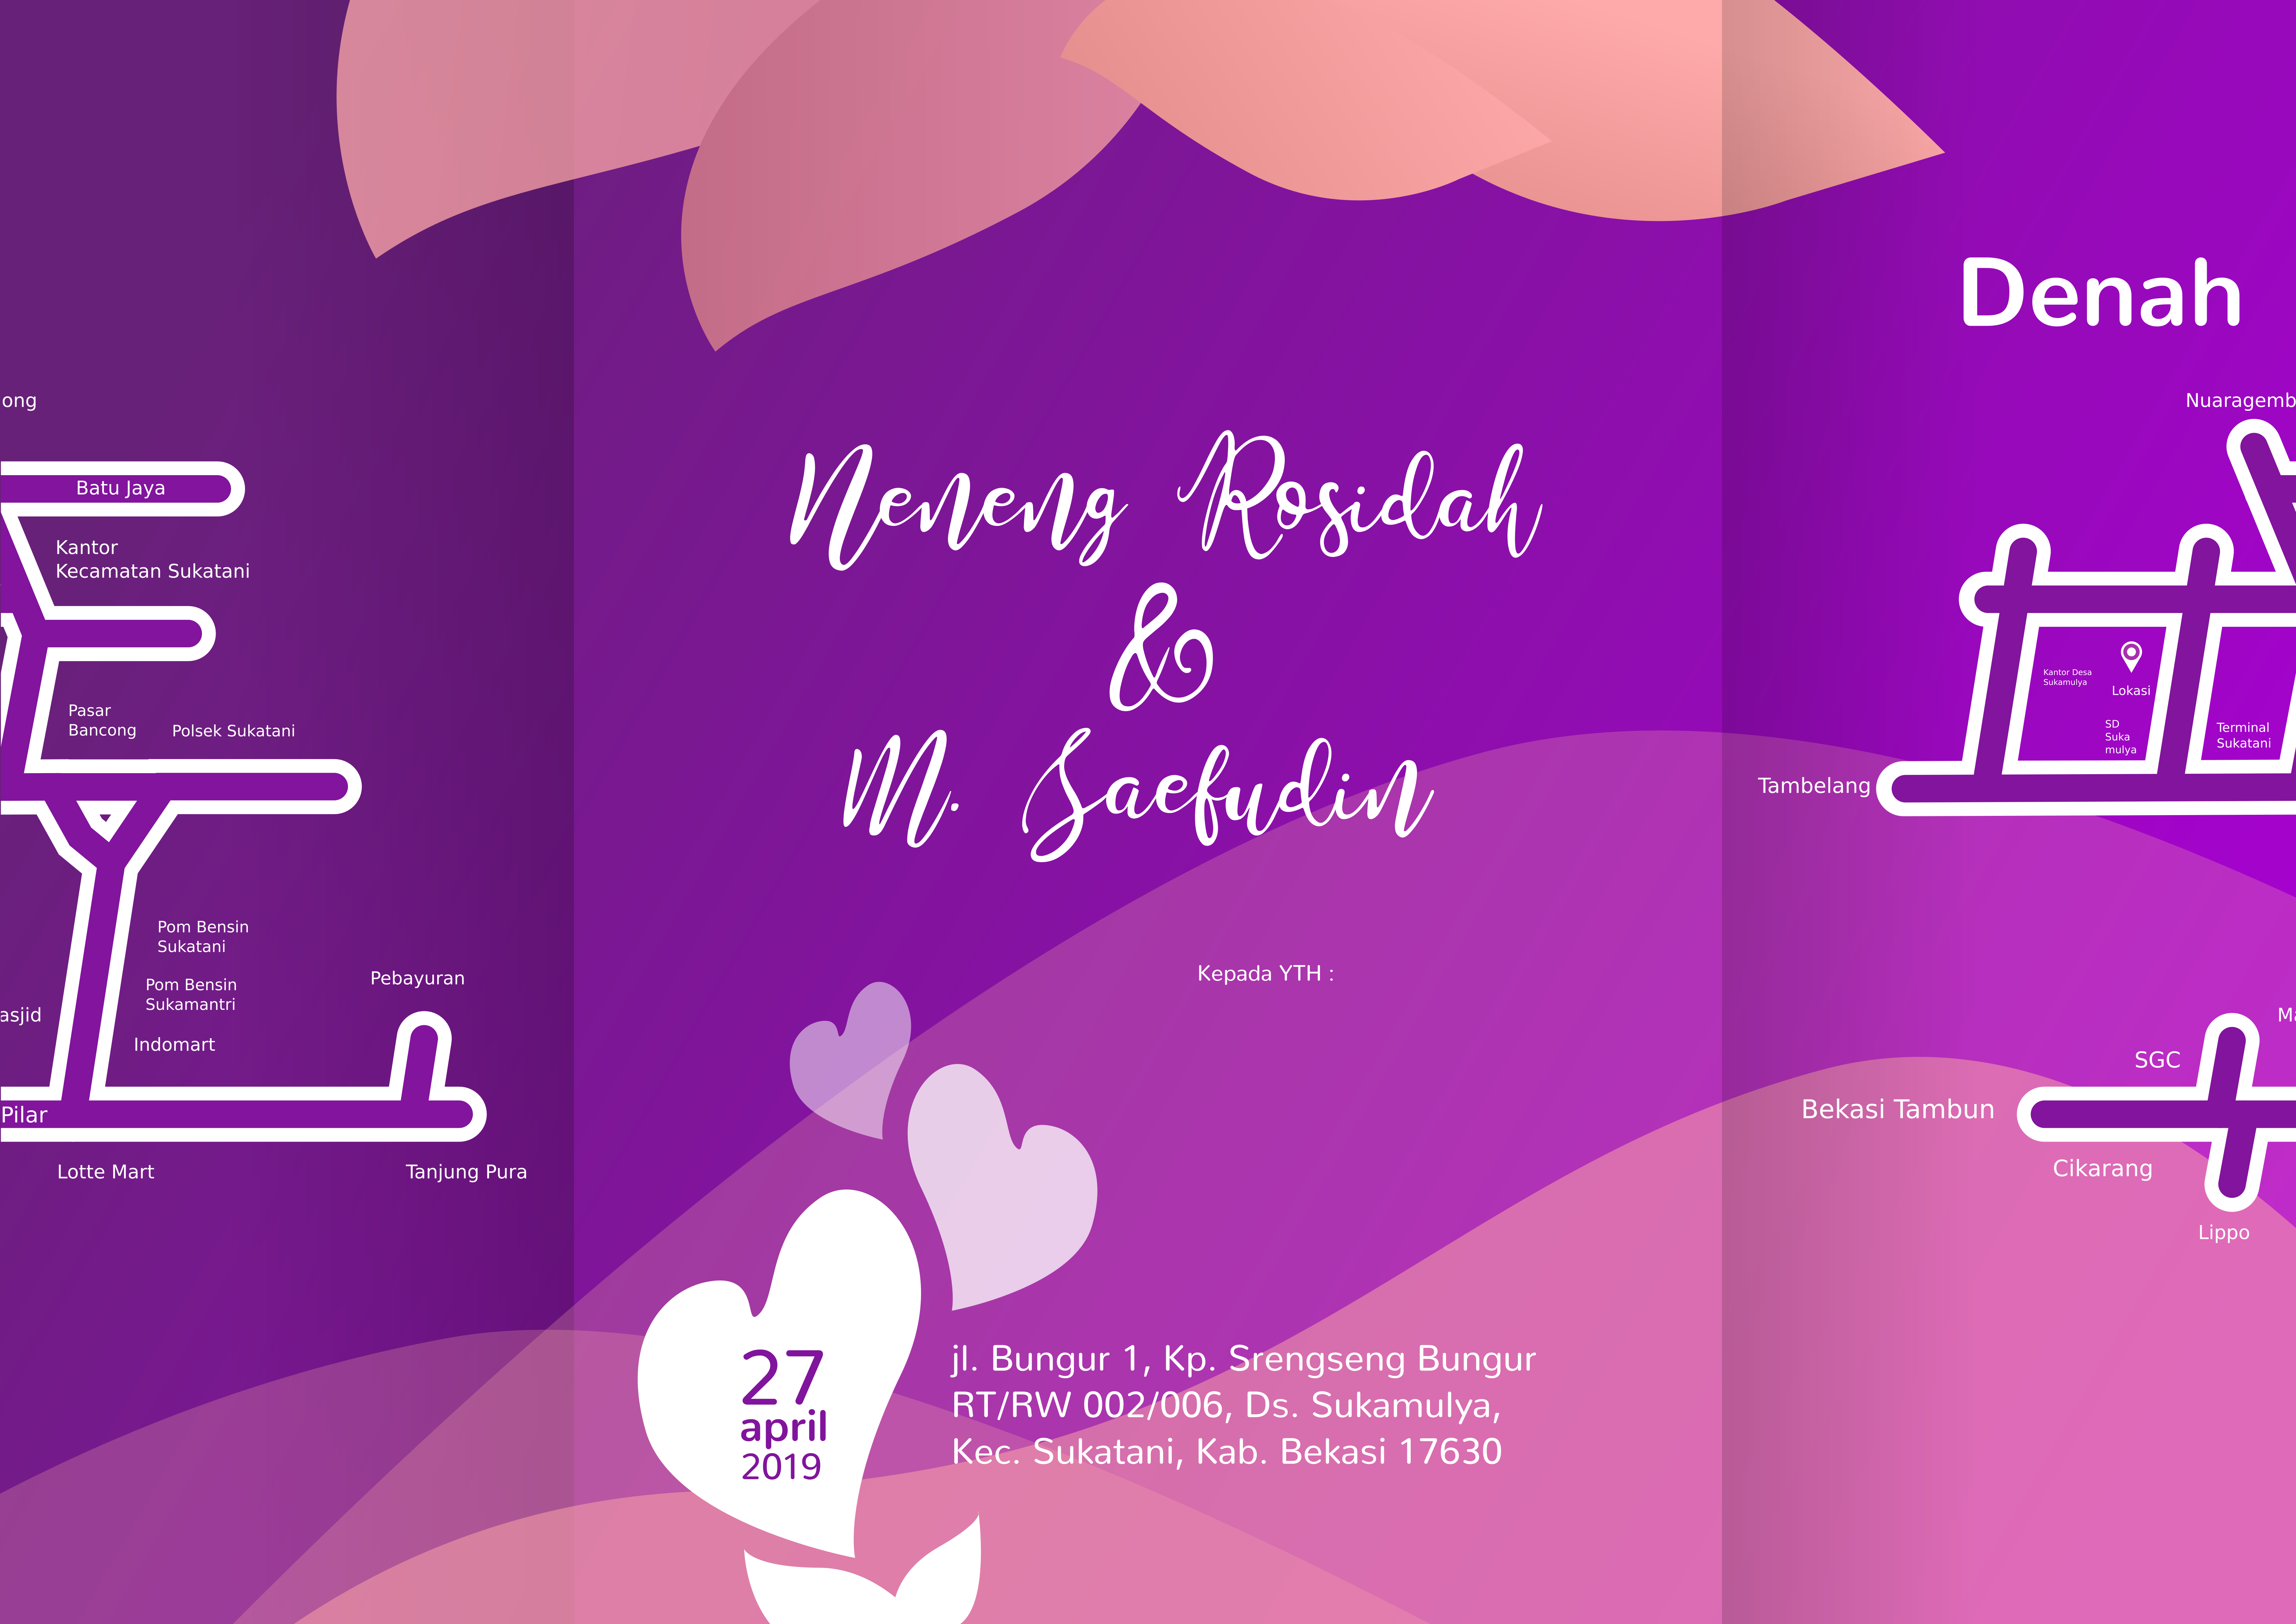 ong
Batu Jaya
Kantor
Kecamatan Sukatani
Pasar
Bancong
Polsek Sukatani
Pom Bensin
Sukatani
Pom Bensin
Sukamantri
asjid
Indomart
Pebayuran
Pilar
Lotte Mart
Tanjung Pura
Neneng Rosidah
&
M. Saefudin
Kepada YTH :
27
april
2019
jl. Bungur 1, Kp. Srengseng Bungur
RT/RW 002/006, Ds. Sukamulya,
Kec. Sukatani, Kab. Bekasi 17630
Denah
Nuaragemb
Kantor Desa
Sukamulya
Lokasi
SD
Suka
mulya
Terminal
Sukatani
Tambelang
Ma
SGC
Bekasi Tambun
Cikarang
Lippo